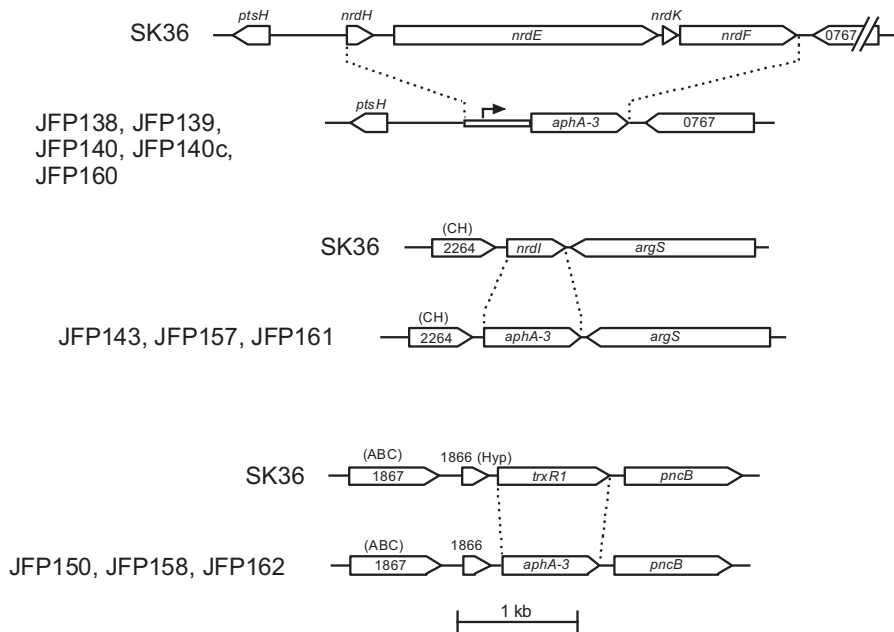 ptsH nrdH nrdE nrdK nrdF 0767
SK36
ptsH aphA-3 0767
JFP138, JFP139,
JFP140, JFP140c,
JFP160
(CH)
SK36 2264 nrdI argS
(CH)
JFP143, JFP157, JFP161 2264 aphA-3 argS
(ABC) 1866 (Hyp)
SK36 1867 trxR1 pncB
(ABC) 1866
JFP150, JFP158, JFP162 1867 aphA-3 pncB
1 kb